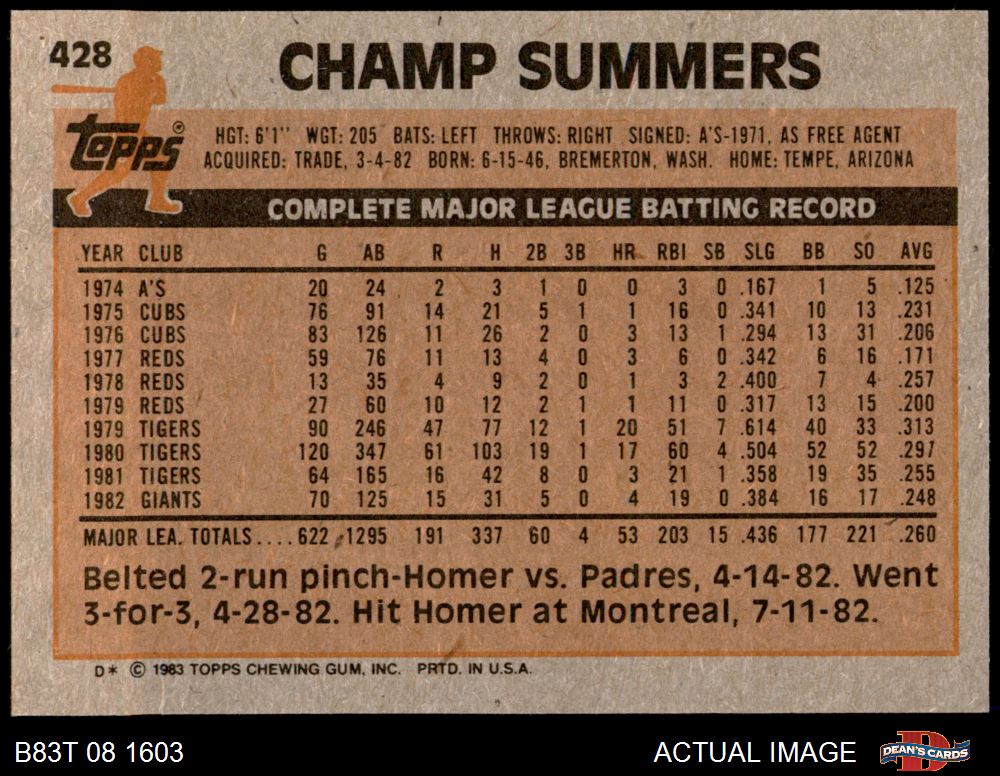 428
CHAMP SUMMERS
Topps®
HGT: 6'1" WGT: 205 BATS: LEFT THROWS: RIGHT SIGNED: A'S-1971, AS FREE AGENT
ACQUIRED: TRADE, 3-4-82 BORN: 6-15-46, BREMERTON, WASH. HOME: TEMPE, ARIZONA
COMPLETE MAJOR LEAGUE BATTING RECORD
YEAR CLUB G AB R H 2B 3B HR RBI SB SLG BB SO AVG
1974 A'S 20 24 2 3 1 0 0 3 0 .167 1 5 .125
1975 CUBS 76 91 14 21 5 1 1 16 0 .341 10 13 .231
1976 CUBS 83 126 11 26 2 0 3 13 1 .294 13 31 .206
1977 REDS 59 76 11 13 4 0 3 6 0 .342 6 16 .171
1978 REDS 13 35 4 9 2 0 1 3 2 .400 7 4 .257
1979 REDS 27 60 10 12 2 1 1 11 0 .317 13 15 .200
1979 TIGERS 90 246 47 77 12 1 20 51 7 .614 40 33 .313
1980 TIGERS 120 347 61 103 19 1 17 60 4 .504 52 52 .297
1981 TIGERS 64 165 16 42 8 0 3 21 1 .358 19 35 .255
1982 GIANTS 70 125 15 31 5 0 4 19 0 .384 16 17 .248
MAJOR LEA. TOTALS....622 1295 191 337 60 4 53 203 15 .436 177 221 .260
Belted 2-run pinch-Homer vs. Padres, 4-14-82. Went
3-for-3, 4-28-82. Hit Homer at Montreal, 7-11-82.
D* © 1983 TOPPS CHEWING GUM, INC. PRTD. IN U.S.A.
B83T 08 1603
ACTUAL IMAGE
D
DEAN'S CARDS